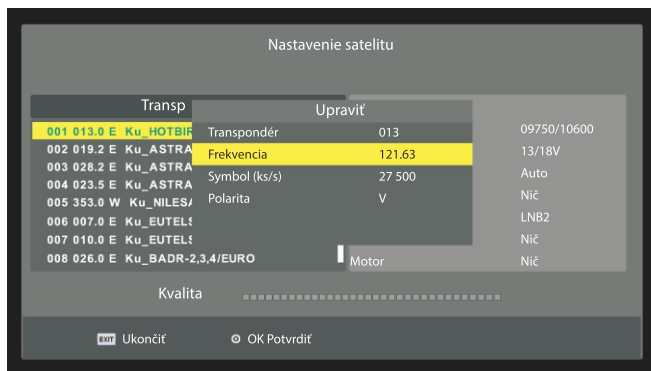 Nastavenie satelitu
Transp
Upraviť
001 013.0 E Ku_HOTBIR
002 019.2 E Ku_ASTRA
003 028.2 E Ku_ASTRA
004 023.5 E Ku_ASTRA
005 353.0 W Ku_NILESA
006 007.0 E Ku_EUTELS
007 010.0 E Ku_EUTELS
008 026.0 E Ku_BADR-2,3,4/EURO
Transpondér 013
Frekvencia 121.63
Symbol (ks/s) 27 500
Polarita V
09750/10600
13/18V
Auto
Nič
LNB2
Nič
Motor Nič
Kvalita
EXIT Ukončiť
OK Potvrdiť